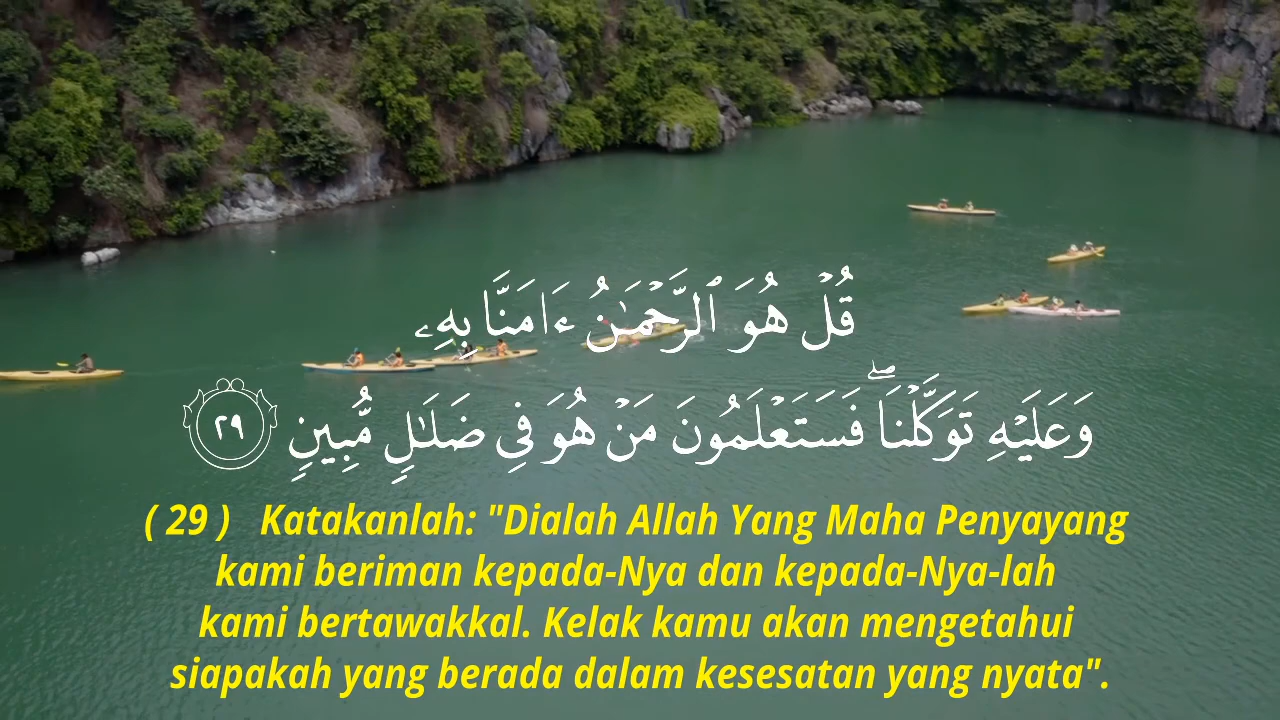 قُلۡ هُوَ ٱلرَّحۡمَـٰنُ ءَامَنَّا بِهِۦ
وَعَلَيۡهِ تَوَكَّلۡنَاۖ فَسَتَعۡلَمُونَ مَنۡ هُوَ فِی ضَلَـٰلࣲ مُّبِینࣲ ٢٩
( 29 ) Katakanlah: "Dialah Allah Yang Maha Penyayang
kami beriman kepada-Nya dan kepada-Nya-lah
kami bertawakkal. Kelak kamu akan mengetahui
siapakah yang berada dalam kesesatan yang nyata".